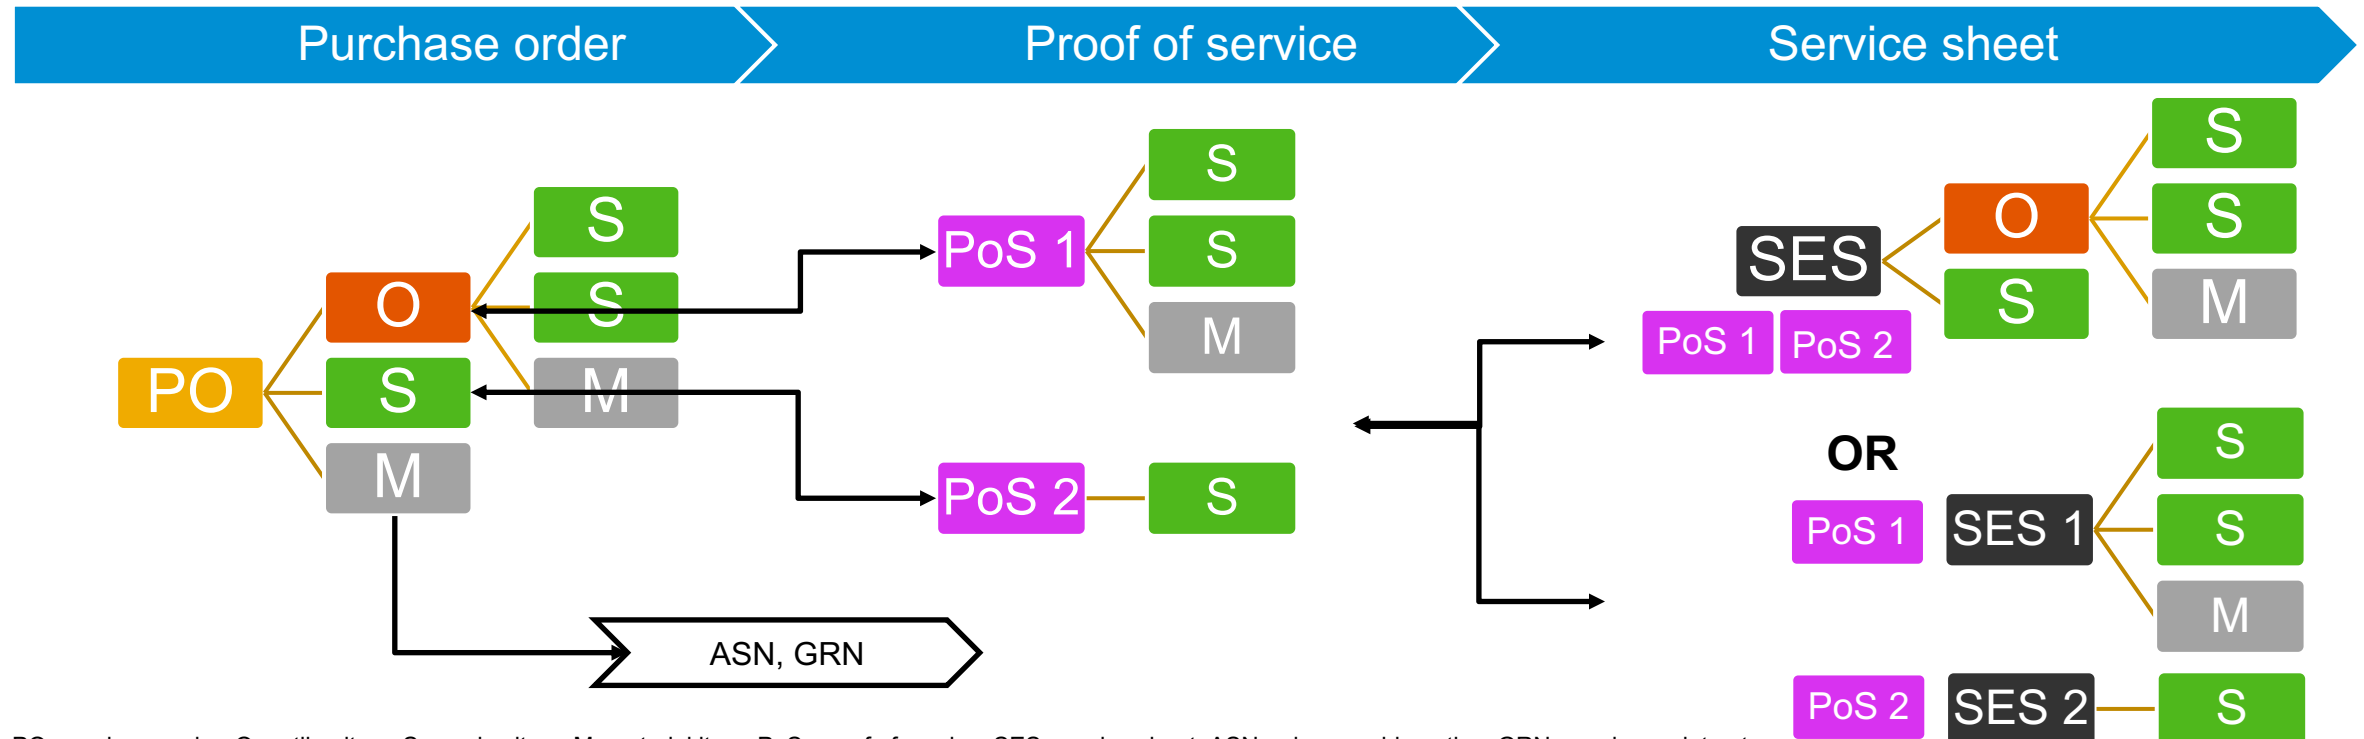 Purchase order
Proof of service
Service sheet
PO
O
S
M
S
S
M
ASN, GRN
PoS 1
S
S
M
PoS 2
S
SES
PoS 1 PoS 2
O
S
S
S
M
OR
PoS 1
SES 1
S
S
M
PoS 2
SES 2
S